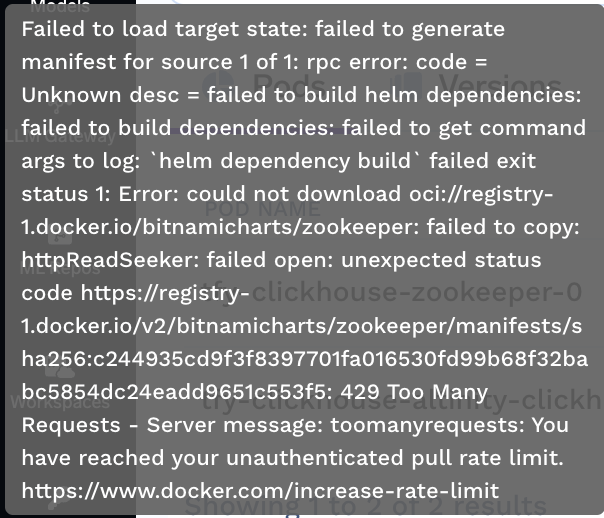 Models
Failed to load target state: failed to generate
manifest for source 1 of 1: rpc error: code =
Pods
Versions
Unknown desc = failed to build helm dependencies:
failed to build dependencies: failed to get command
LLM Gateway
args to log: `helm dependency build` failed exit
status 1: Error: could not download oci://registry-
POD NAME
1.docker.io/bitnamicharts/zookeeper: failed to copy:
httpReadSeeker: failed open: unexpected status
ML Repos
code https://registry-
tfy-clickhouse-zookeeper-0
1.docker.io/v2/bitnamicharts/zookeeper/manifests/s
ha256:c244935cd9f3f8397701fa016530fd99b68f32ba
bc5854dc24eadd9651c553f5: 429 Too Many
Workspaces
tfy-clickhouse-altinity-clickh
Requests - Server message: toomanyrequests: You
have reached your unauthenticated pull rate limit.
https://www.docker.com/increase-rate-limit
Showing 1 to 2 of 2 results